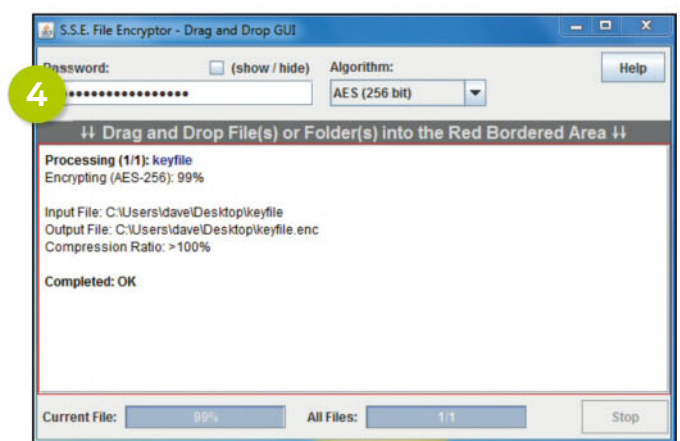 S.S.E. File Encryptor - Drag and Drop GUI
Password:
(show / hide)
Algorithm:
Help
4
AES (256 bit)
↓↓ Drag and Drop File(s) or Folder(s) into the Red Bordered Area ↓↓
Processing (1/1): keyfile
Encrypting (AES-256): 99%
Input File: C:\Users\dave\Desktop\keyfile
Output File: C:\Users\dave\Desktop\keyfile.enc
Compression Ratio: >100%
Completed: OK
Current File: 99% All Files: 1/1 Stop